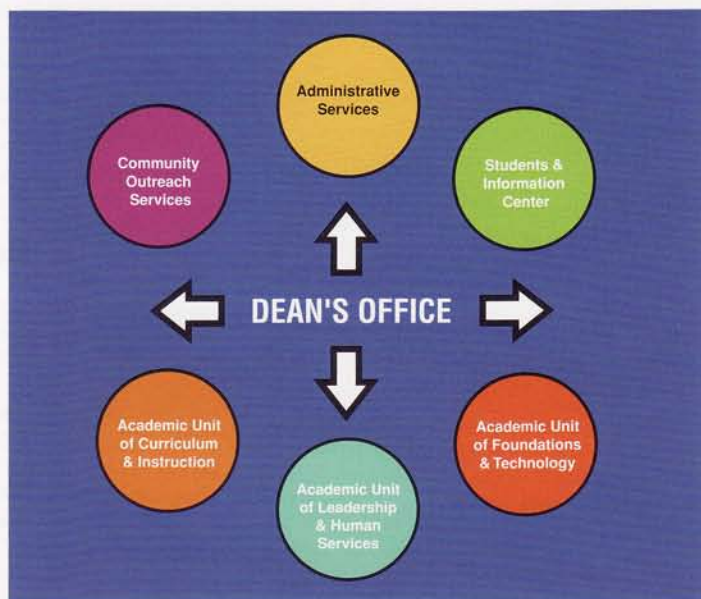 Administrative
Services
Community
Outreach
Services
Students &
Information
Center
DEAN'S OFFICE
Academic Unit
of Curriculum
& Instruction
Academic Unit
of Foundations
& Technology
Academic Unit
of Leadership
& Human
Services